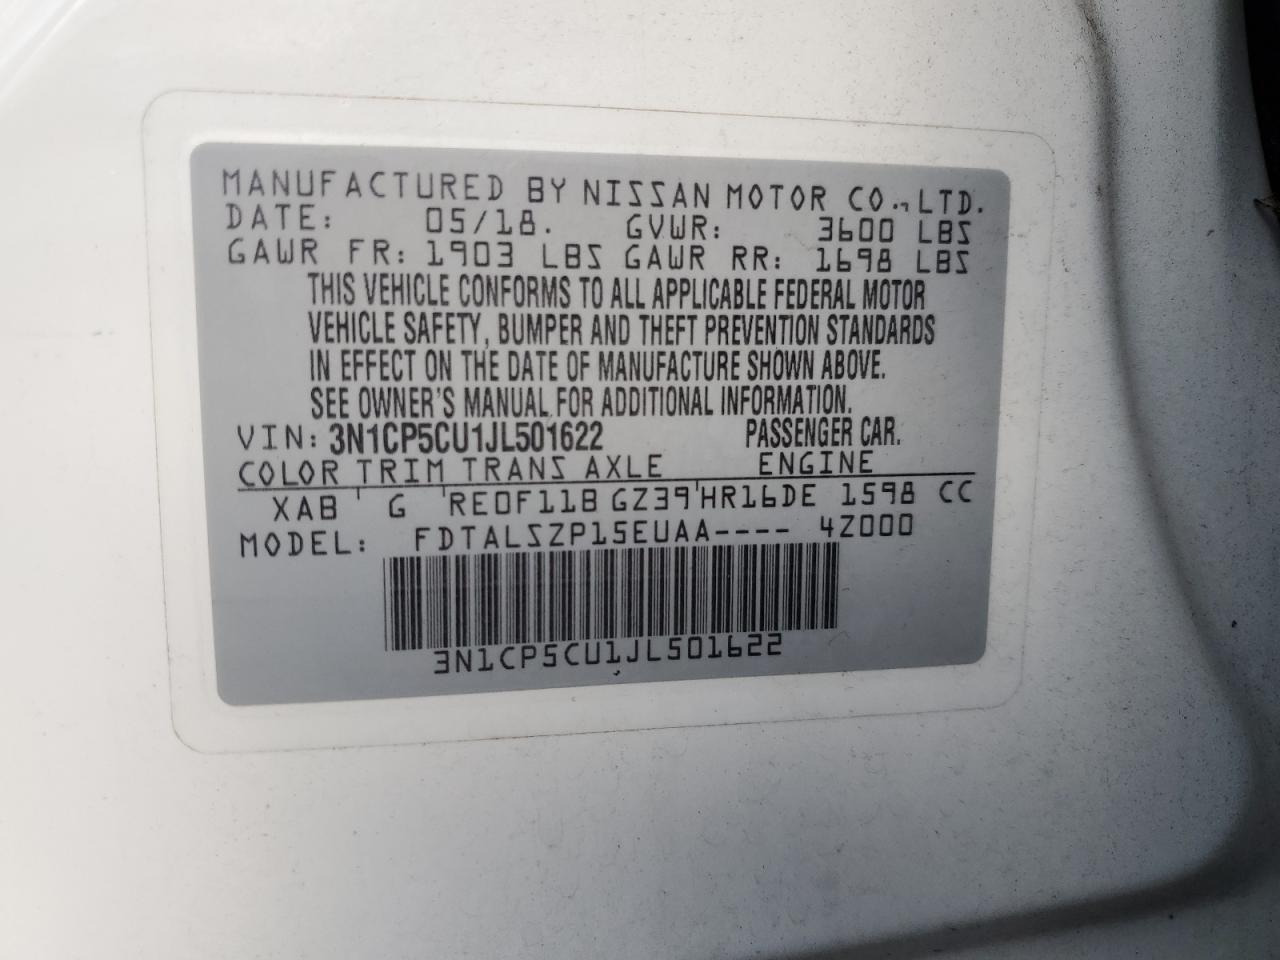 MANUFACTURED BY NISSAN MOTOR CO., LTD.
DATE: 05/18. GVWR: 3600 LBS
GAWR FR: 1903 LBS GAWR RR: 1698 LBS
THIS VEHICLE CONFORMS TO ALL APPLICABLE FEDERAL MOTOR
VEHICLE SAFETY, BUMPER AND THEFT PREVENTION STANDARDS
IN EFFECT ON THE DATE OF MANUFACTURE SHOWN ABOVE.
SEE OWNER'S MANUAL FOR ADDITIONAL INFORMATION.
VIN: 3N1CP5CU1JL501622 PASSENGER CAR.
COLOR TRIM TRANS AXLE ENGINE
XAB ' G ' RE0F11B GZ39 ' HR16DE 1598 CC
MODEL: FDTALSZP15EUAA---- 4Z000
3N1CP5CU1JL501622